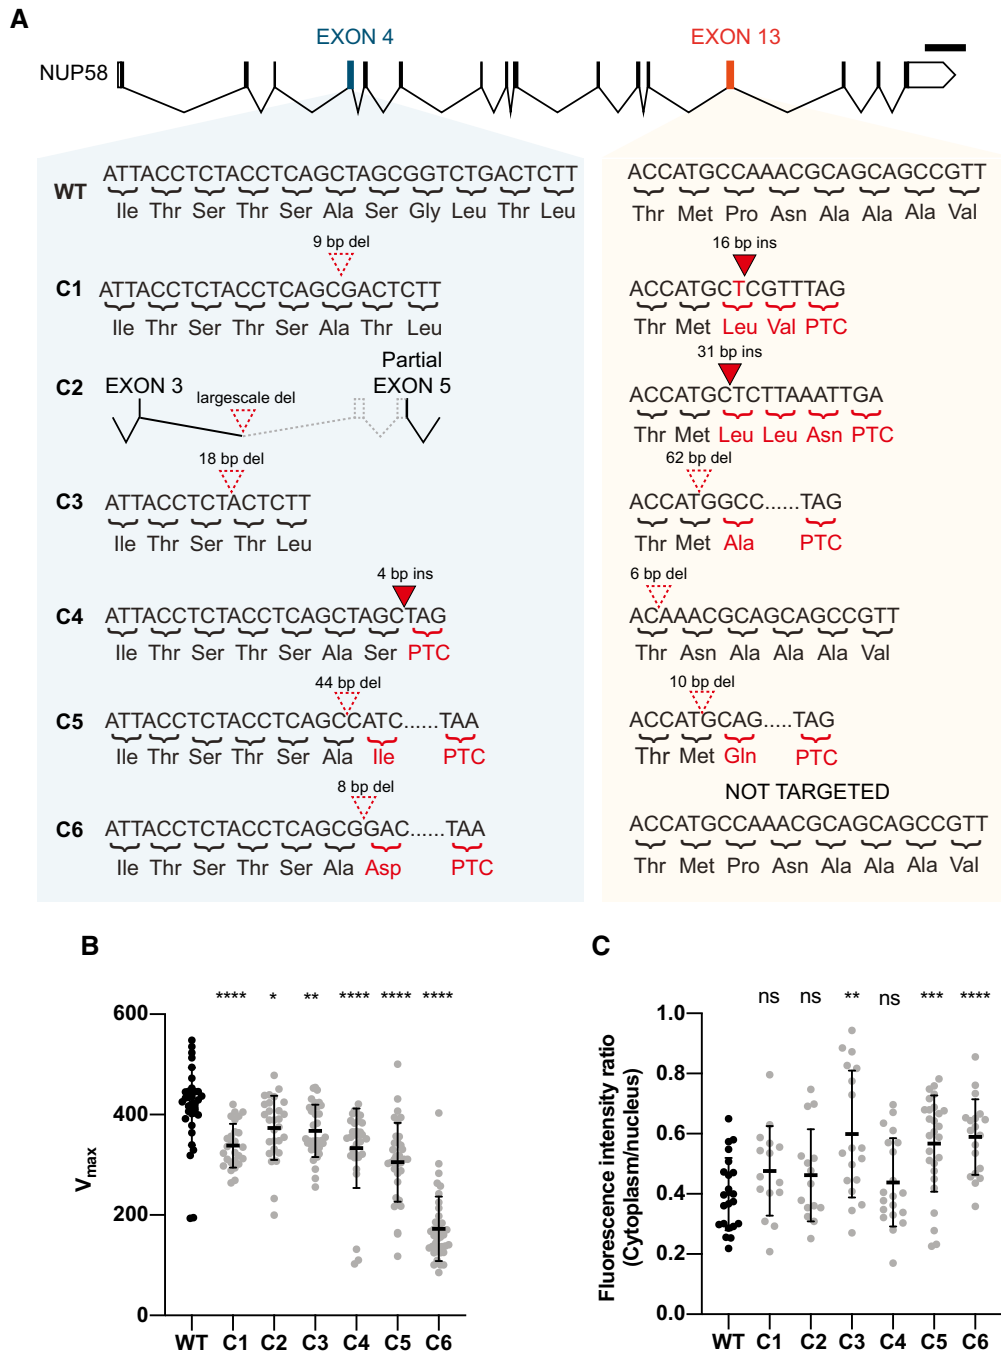 A
EXON 4
EXON 13
NUP58
WT
ATTACCTCTACCTCAGCTAGCGGTCTGACTCTT
Ile Thr Ser Thr Ser Ala Ser Gly Leu Thr Leu
ACCATGCCAAACGCAGCAGCCGTT
Thr Met Pro Asn Ala Ala Ala Val
9 bp del
C1
ATTACCTCTACCTCAGCGACTCTT
Ile Thr Ser Thr Ser Ala Thr Leu
16 bp ins
ACCATGCTCGTTTAG
Thr Met Leu Val PTC
C2
EXON 3
largescale del
Partial
EXON 5
31 bp ins
ACCATGCTCTTAAATTGA
Thr Met Leu Leu Asn PTC
18 bp del
C3
ATTACCTCTACTCTT
Ile Thr Ser Thr Leu
62 bp del
ACCATGGCC......TAG
Thr Met Ala PTC
4 bp ins
C4
ATTACCTCTACCTCAGCTAGCTAG
Ile Thr Ser Thr Ser Ala Ser PTC
6 bp del
ACAAACGCAGCAGCCGTT
Thr Asn Ala Ala Ala Val
44 bp del
C5
ATTACCTCTACCTCAGCCATC......TAA
Ile Thr Ser Thr Ser Ala Ile PTC
10 bp del
ACCATGCAG.....TAG
Thr Met Gln PTC
8 bp del
C6
ATTACCTCTACCTCAGCGGAC......TAA
Ile Thr Ser Thr Ser Ala Asp PTC
NOT TARGETED
ACCATGCCAAACGCAGCAGCCGTT
Thr Met Pro Asn Ala Ala Ala Val
B
**** * ** **** **** ****
Vmax
600
400
200
0
WT C1 C2 C3 C4 C5 C6
C
ns ns ** ns *** ****
Fluorescence intensity ratio
(Cytoplasm/nucleus)
1.0
0.8
0.6
0.4
0.2
0.0
WT C1 C2 C3 C4 C5 C6